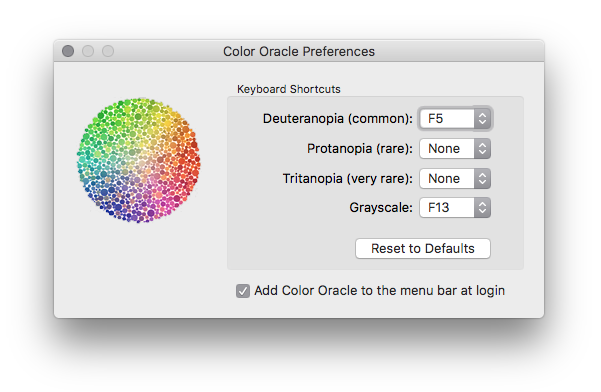 Color Oracle Preferences
Keyboard Shortcuts
Deuteranopia (common): F5
Protanopia (rare): None
Tritanopia (very rare): None
Grayscale: F13
Reset to Defaults
Add Color Oracle to the menu bar at login